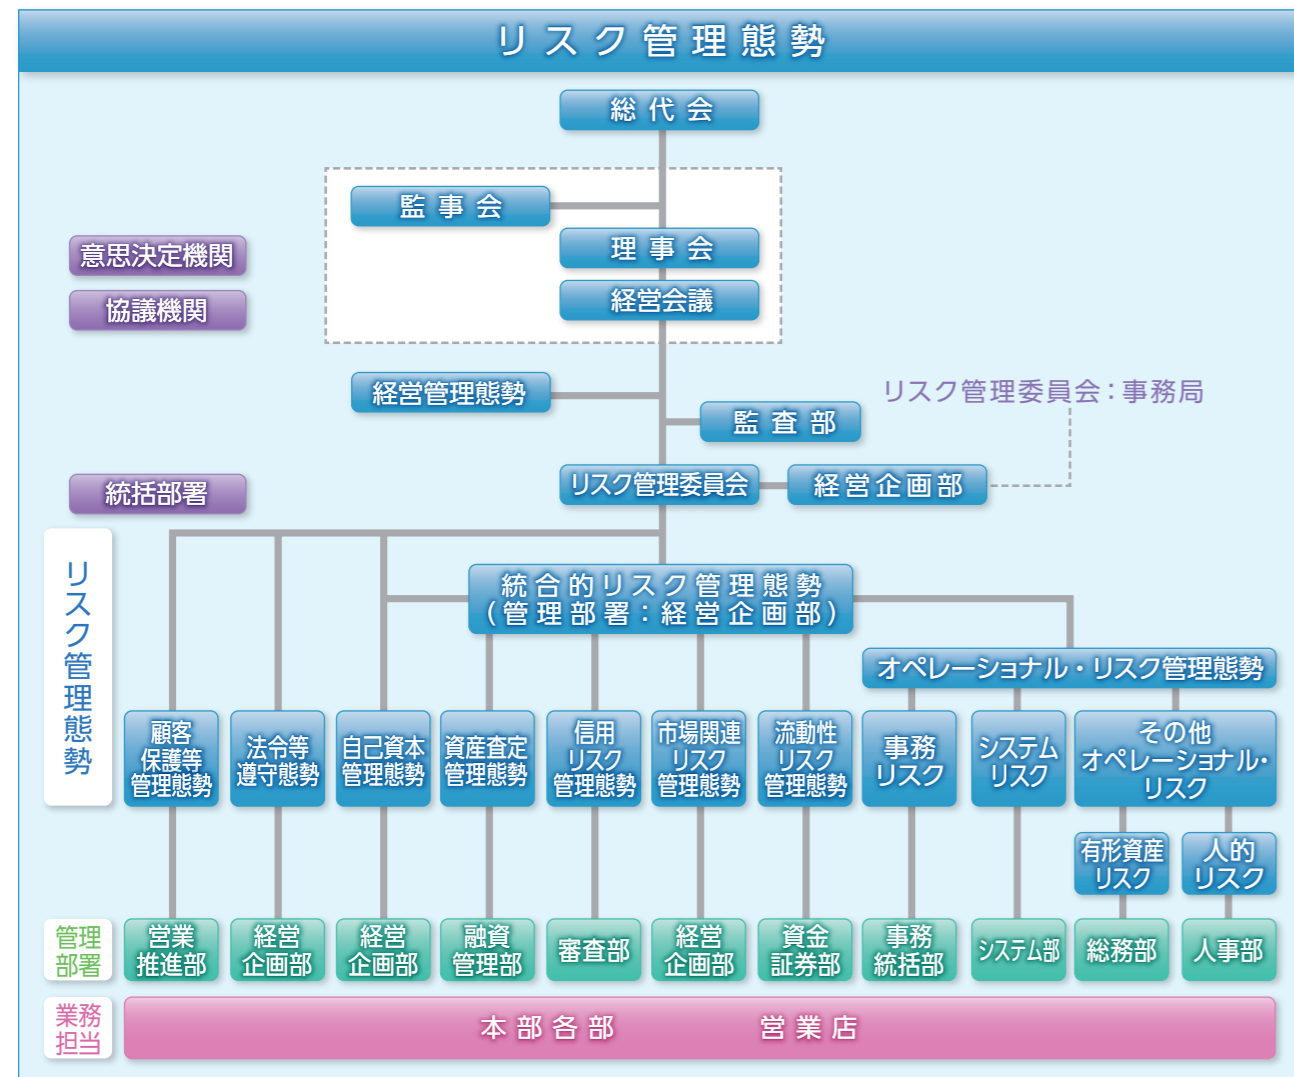 リスク管理態勢
総代会
監事会
理事会
意思決定機関
経営会議
協議機関
経営管理態勢
リスク管理委員会：事務局
監査部
リスク管理委員会
経営企画部
統括部署
リスク管理態勢
統合的リスク管理態勢
（管理部署：経営企画部）
オペレーショナル・リスク管理態勢
顧客
保護等
管理態勢
法令等
遵守態勢
自己資本
管理態勢
資産査定
管理態勢
信用
リスク
管理態勢
市場関連
リスク
管理態勢
流動性
リスク
管理態勢
事務
リスク
システム
リスク
その他
オペレーショナル・
リスク
有形資産
リスク
人的
リスク
管理
部署
営業
推進部
経営
企画部
経営
企画部
融資
管理部
審査部
経営
企画部
資金
証券部
事務
統括部
システム部
総務部
人事部
業務
担当
本部各部 営業店